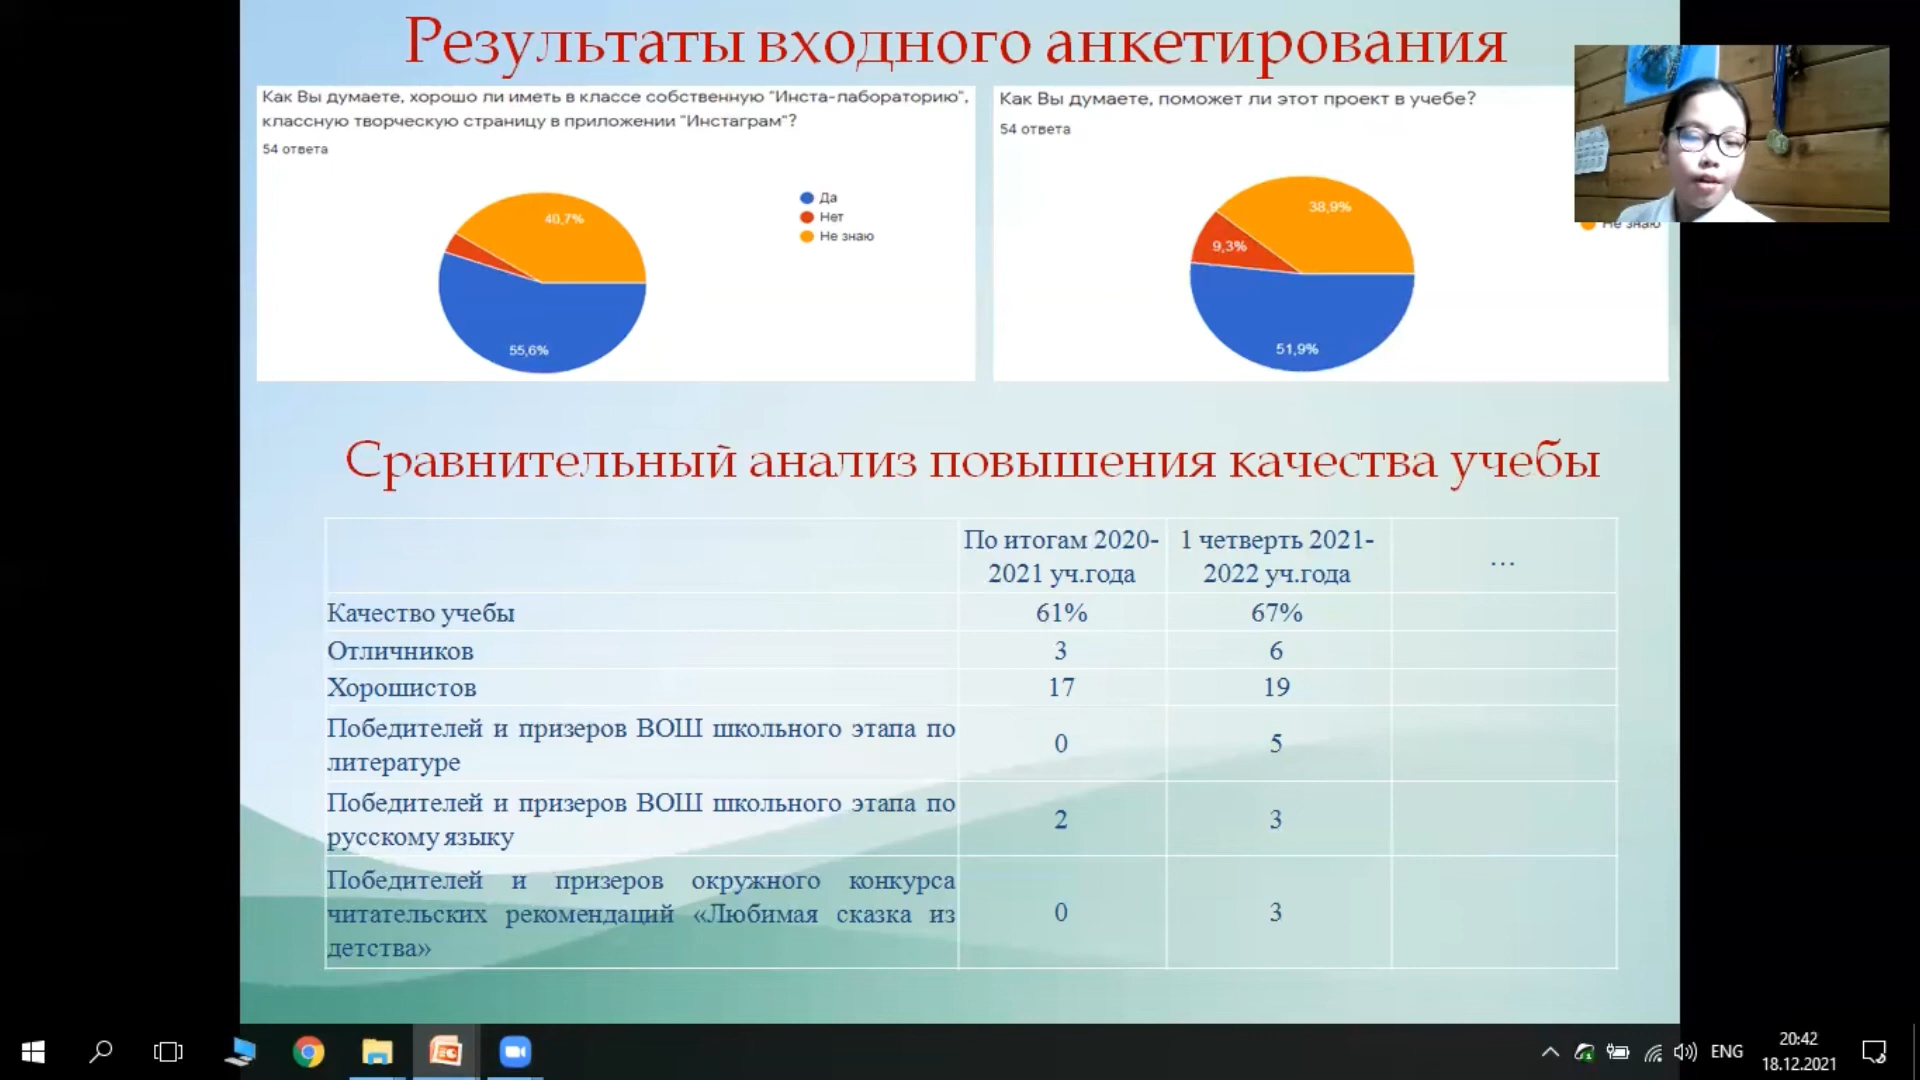 Результаты входного анкетирования
Как Вы думаете, хорошо ли иметь в классе собственную "Инста-лабораторию",
классную творческую страницу в приложении "Инстаграм"?
54 ответа
Да
Нет
Не знаю
40,7%
55,6%
Как Вы думаете, поможет ли этот проект в учебе?
54 ответа
38,9%
9,3%
51,9%
Не знаю
Сравнительный анализ повышения качества учебы
По итогам 2020-
2021 уч.года
1 четверть 2021-
2022 уч.года
...
Качество учебы 61% 67%
Отличников 3 6
Хорошистов 17 19
Победителей и призеров ВОШ школьного этапа по
литературе
0 5
Победителей и призеров ВОШ школьного этапа по
русскому языку
2 3
Победителей и призеров окружного конкурса
читательских рекомендаций «Любимая сказка из
детства»
0 3
ENG
20:42
18.12.2021